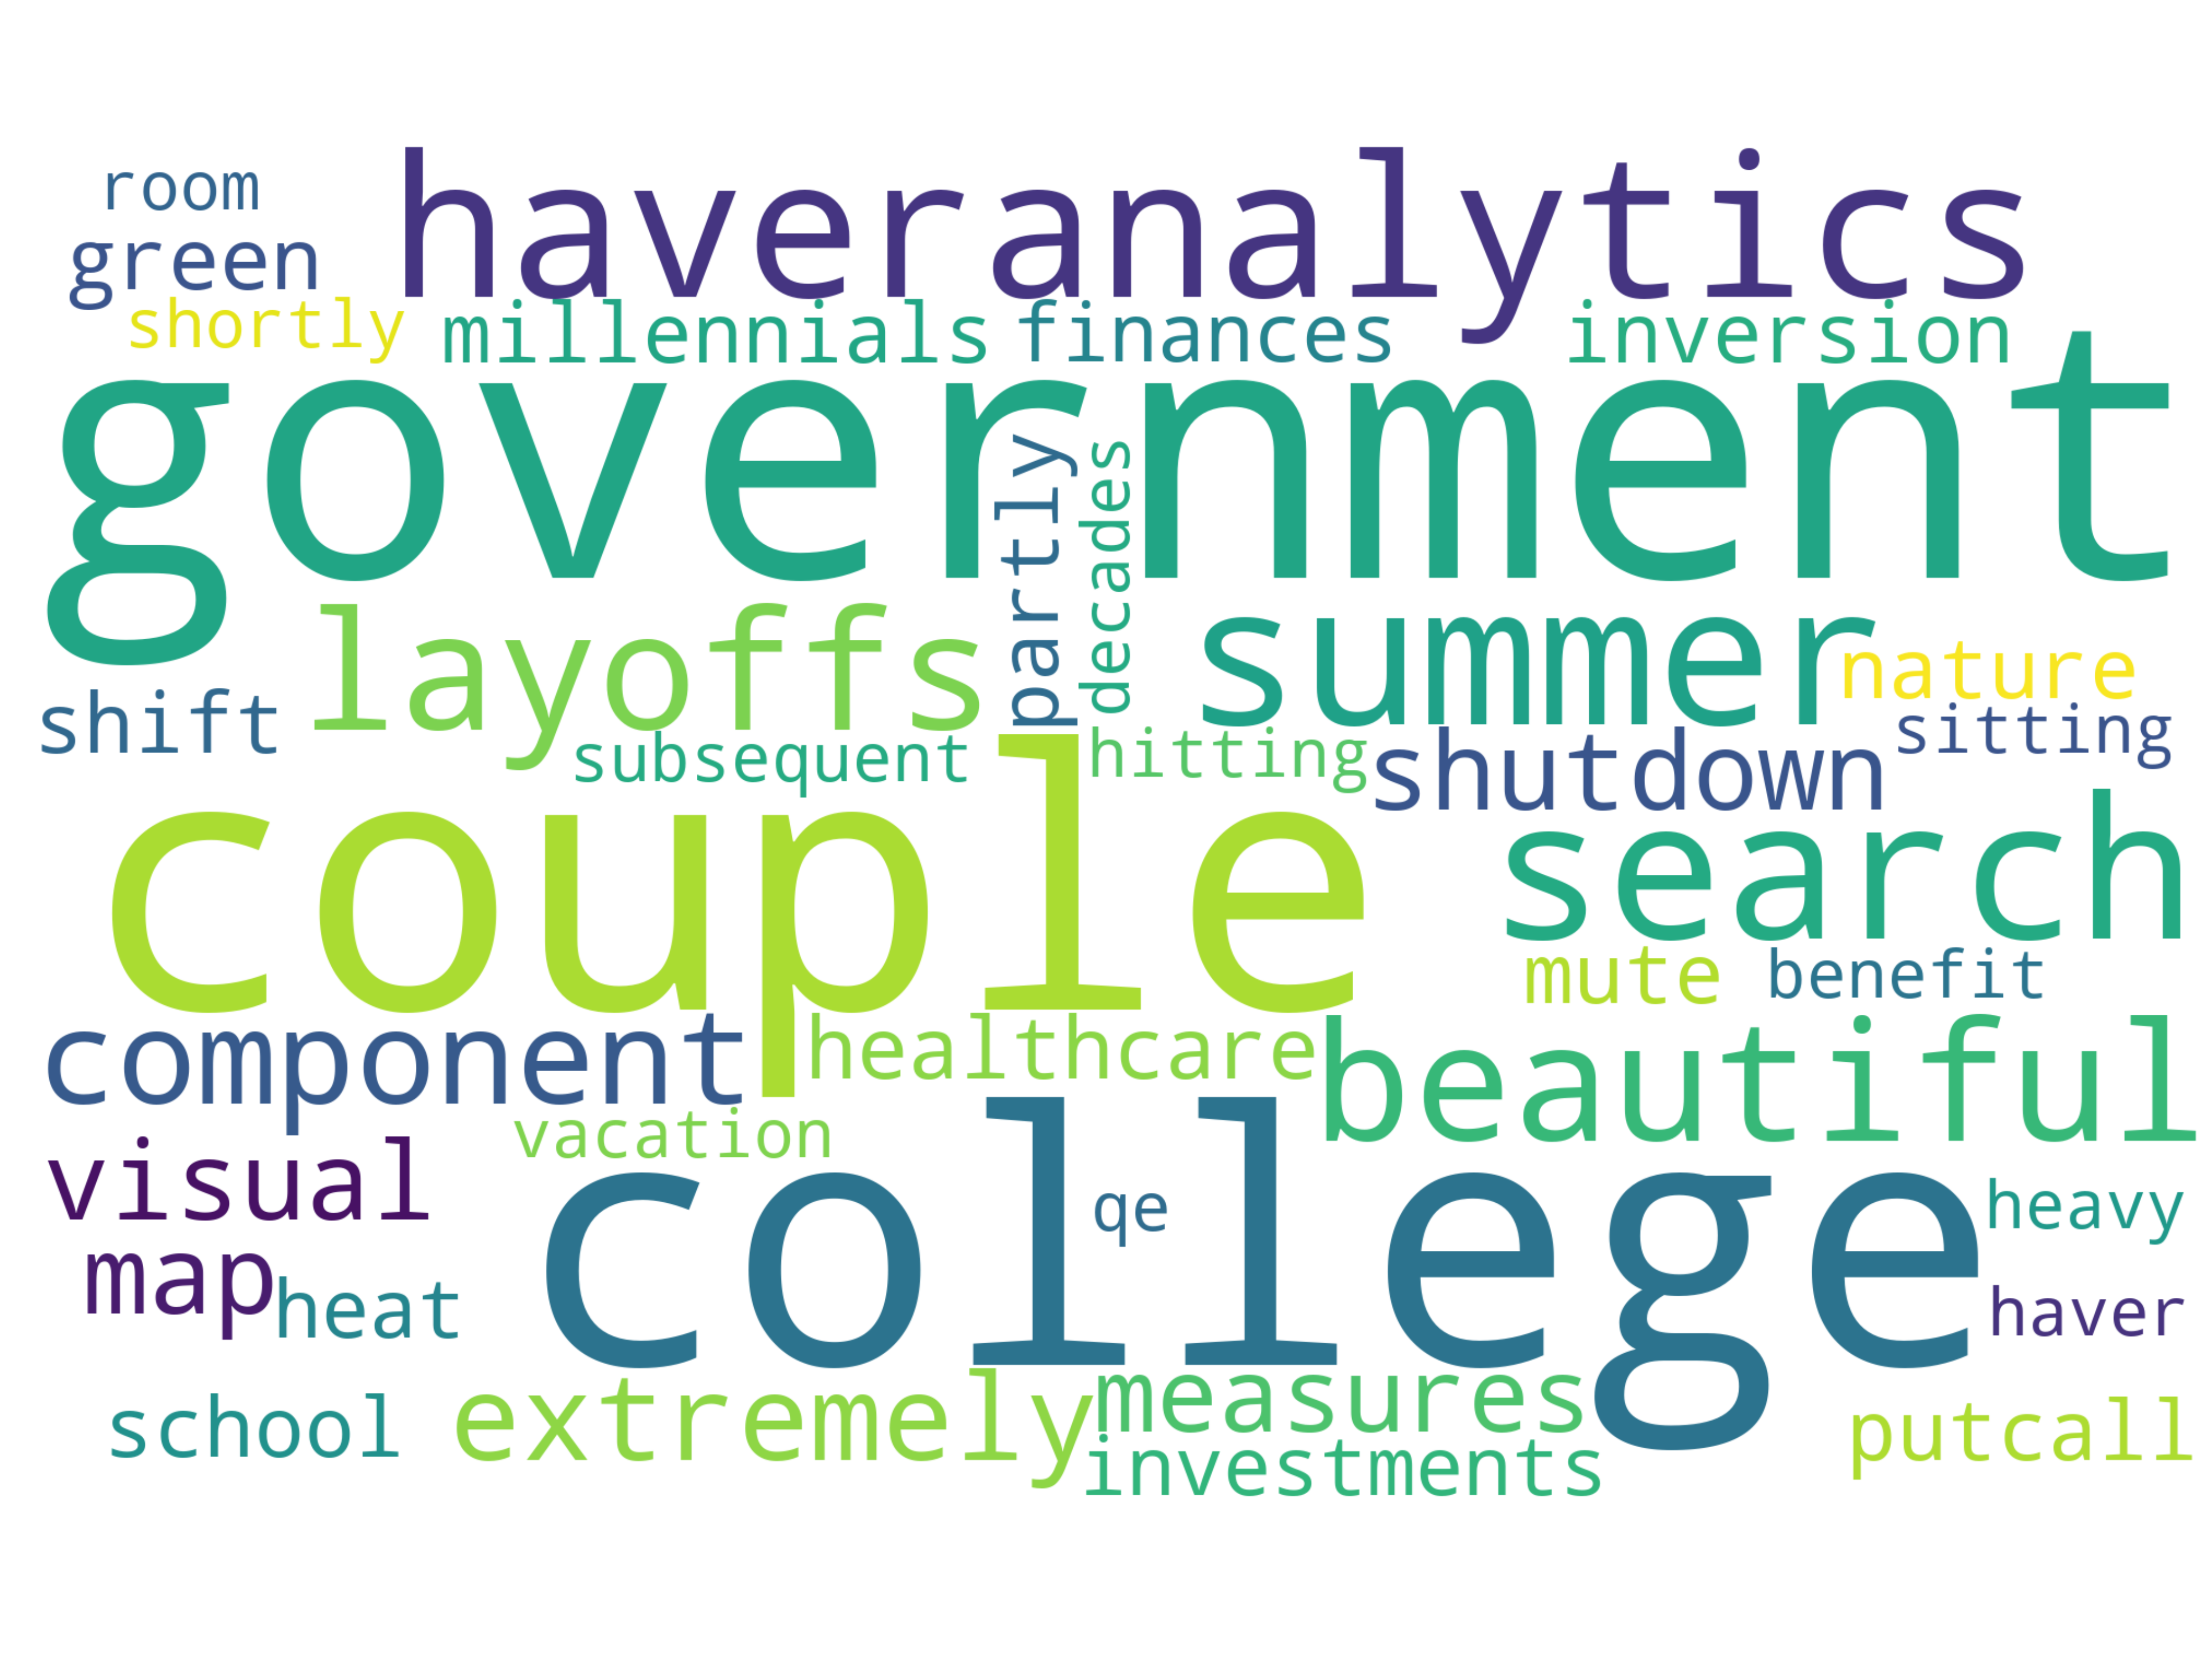 room
haveranalytics
green
shortly
millennials
finances
inversion
government
partly
decades
layoffs
summer
nature
shift
subsequent
hitting
shutdown
sitting
couple
search
mute
benefit
component
healthcare
beautiful
vacation
visual
college
qe
heavy
map
heat
haver
school
extremely
measures
putcall
investments